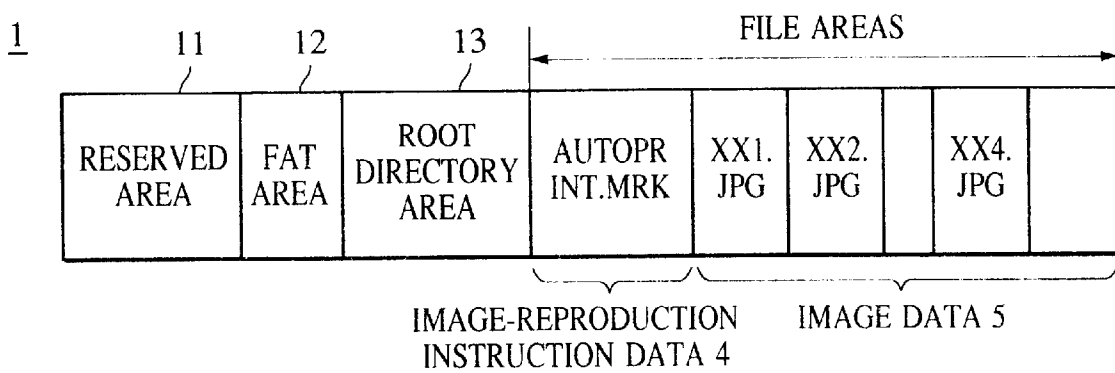 1
11
12
13
FILE AREAS
RESERVED
AREA
FAT
AREA
ROOT
DIRECTORY
AREA
AUTOPR
INT.MRK
XX1.
JPG
XX2.
JPG
XX4.
JPG
IMAGE-REPRODUCTION
INSTRUCTION DATA 4
IMAGE DATA 5